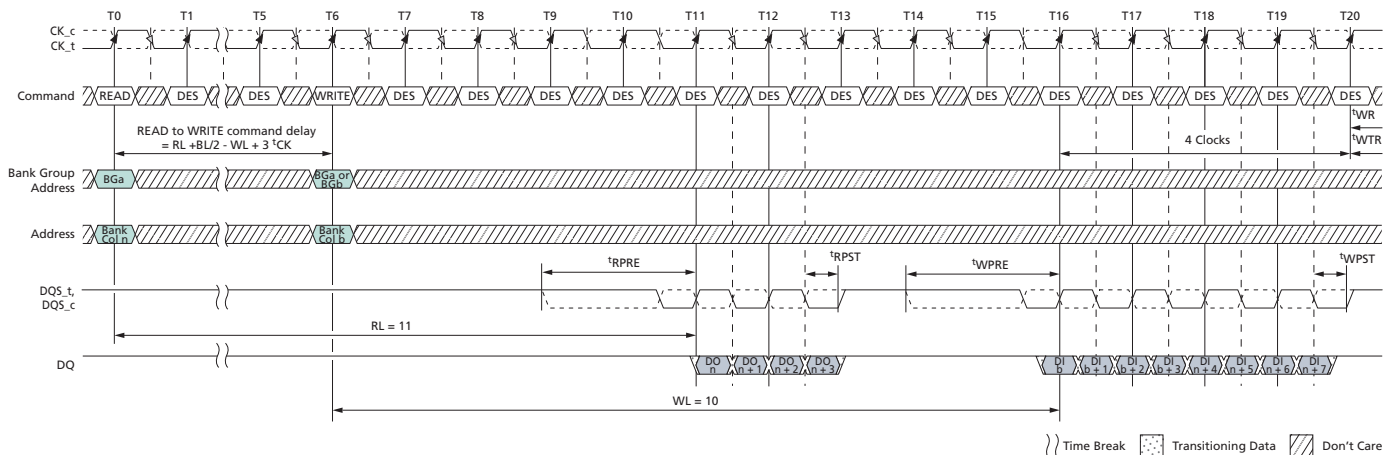 T0 T1 T5 T6 T7 T8 T9 T10 T11 T12 T13 T14 T15 T16 T17 T18 T19 T20
CK_c
CK_t
Command READ DES DES WRITE DES DES DES DES DES DES DES DES DES DES DES DES DES DES
READ to WRITE command delay
= RL +BL/2 - WL + 3 tCK
4 Clocks
tWR
tWTR
Bank Group
Address
BGa
BGa or
BGb
Address
Bank
Col n
Bank
Col b
tRPRE tRPST tWPRE tWPST
DQS_t,
DQS_c
RL = 11
DQ
DO
n
DO
n + 1
DO
n + 2
DO
n + 3
DI
b
DI
b + 1
DI
b + 2
DI
b + 3
DI
n + 4
DI
n + 5
DI
n + 6
DI
n + 7
WL = 10
Time Break Transitioning Data Don't Care